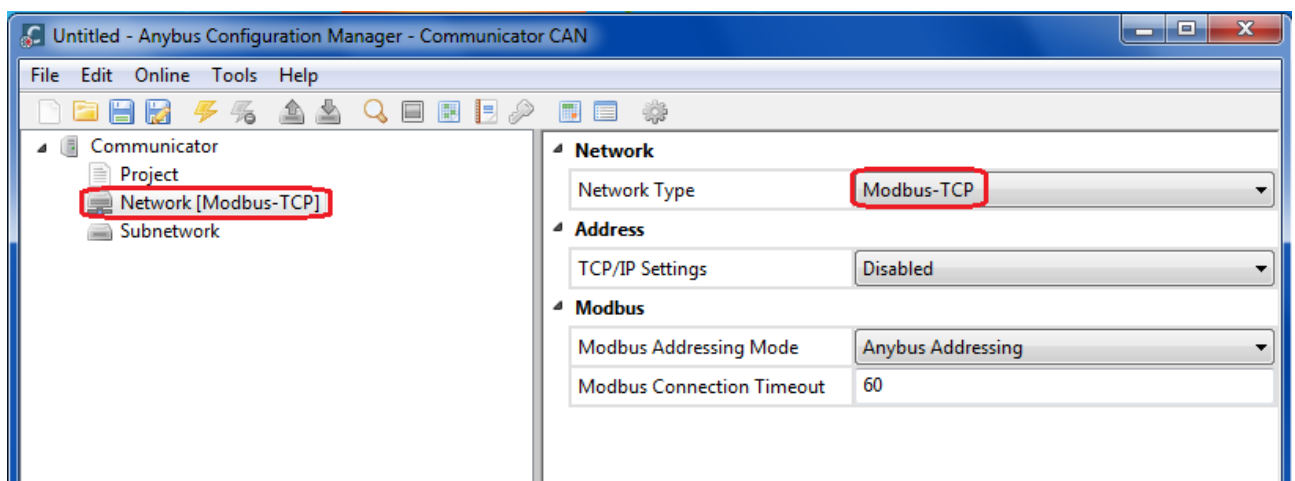 Untitled - Anybus Configuration Manager - Communicator CAN
File Edit Online Tools Help
Communicator
Project
Network [Modbus-TCP]
Subnetwork
Network
Network Type Modbus-TCP
Address
TCP/IP Settings Disabled
Modbus
Modbus Addressing Mode Anybus Addressing
Modbus Connection Timeout 60